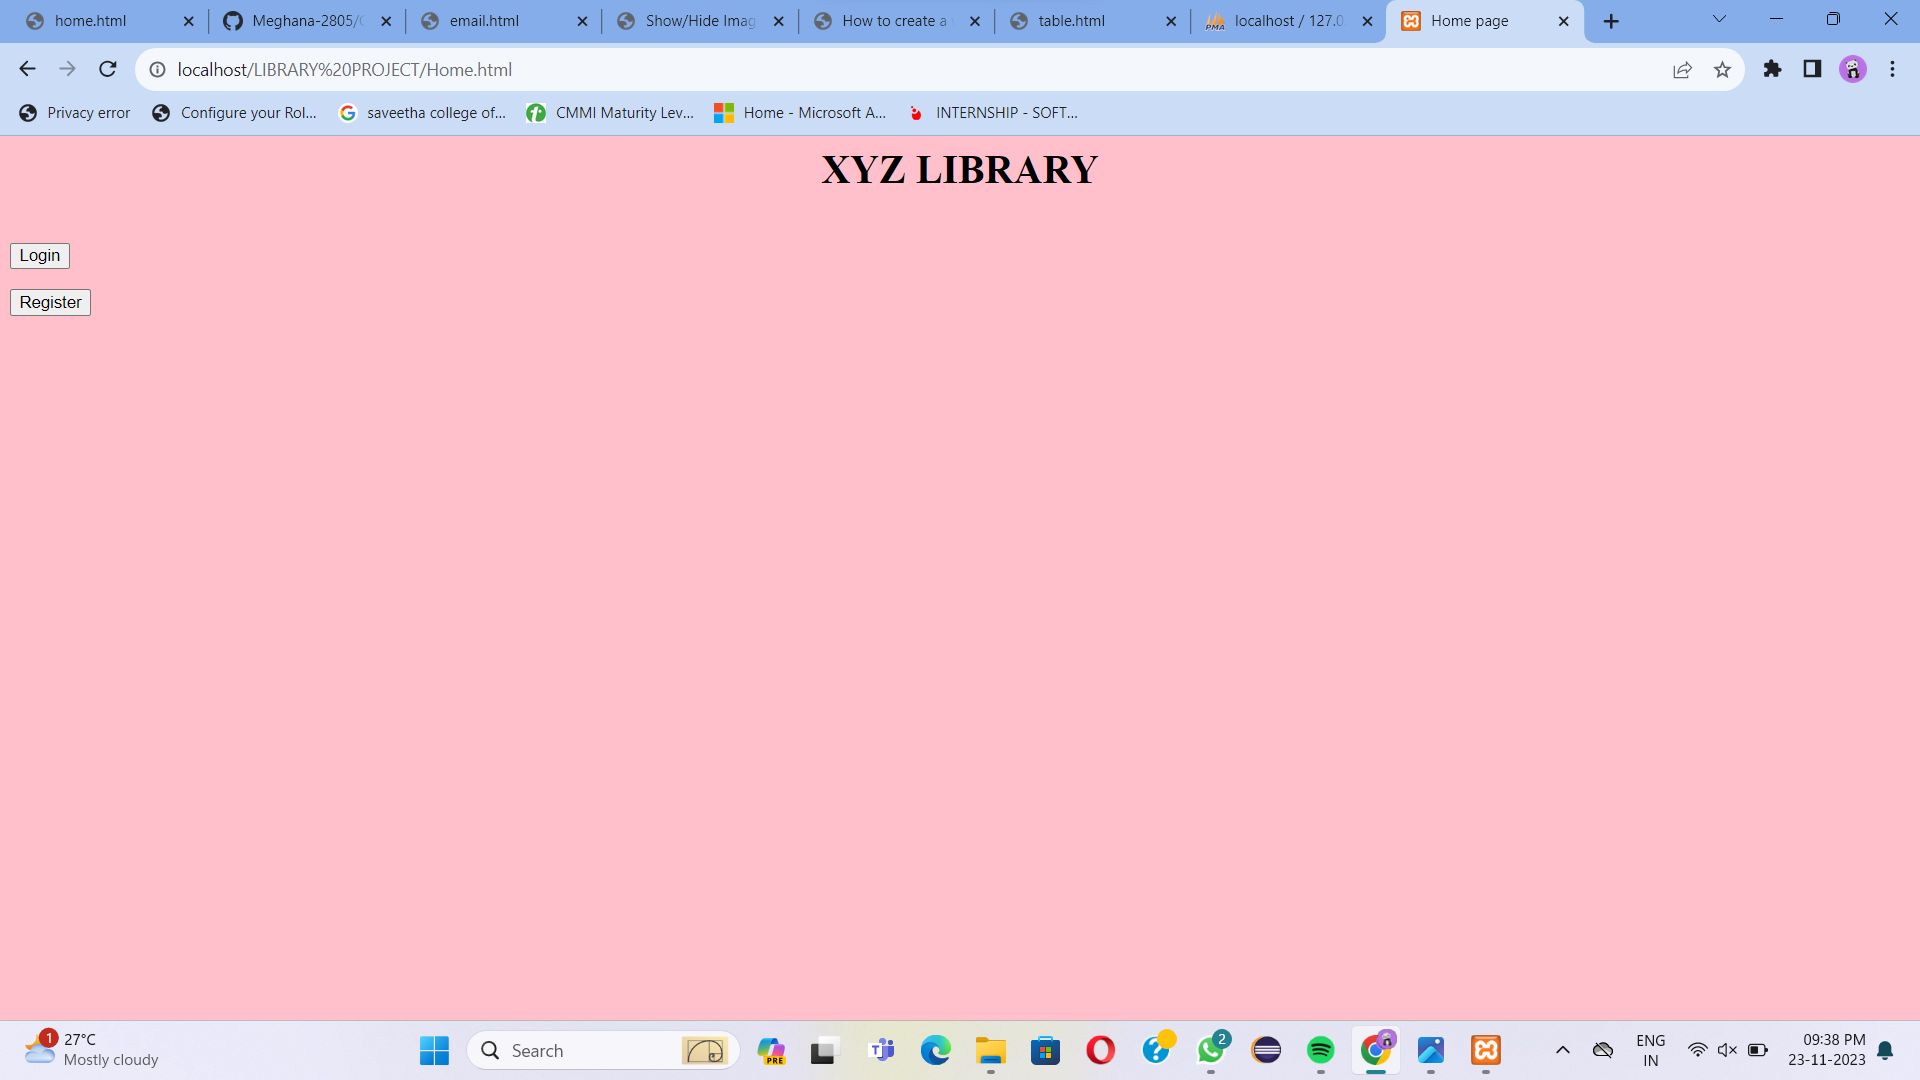 home.html
Meghana-2805/
email.html
Show/Hide Imag
How to create a
table.html
localhost / 127.0.
Home page
localhost/LIBRARY%20PROJECT/Home.html
Privacy error
Configure your Rol...
saveetha college of...
CMMI Maturity Lev...
Home - Microsoft A...
INTERNSHIP - SOFT...
XYZ LIBRARY
Login
Register
1
27°C
Mostly cloudy
Search
PRE
2
ENG
IN
09:38 PM
23-11-2023